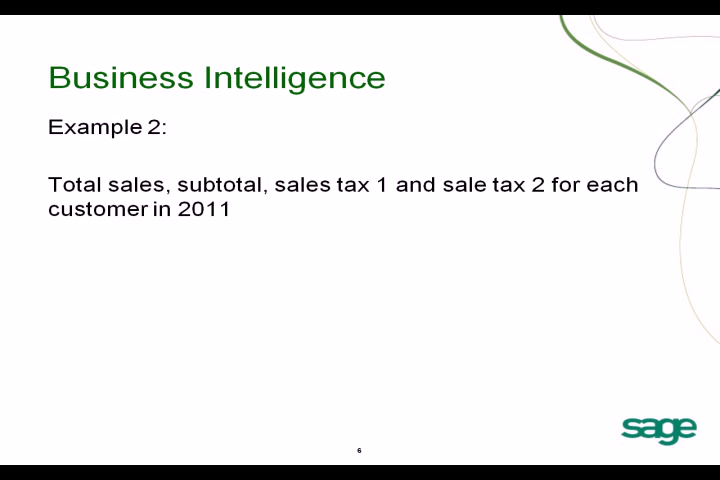 Business Intelligence
Example 2:
Total sales, subtotal, sales tax 1 and sale tax 2 for each
customer in 2011
sage
6